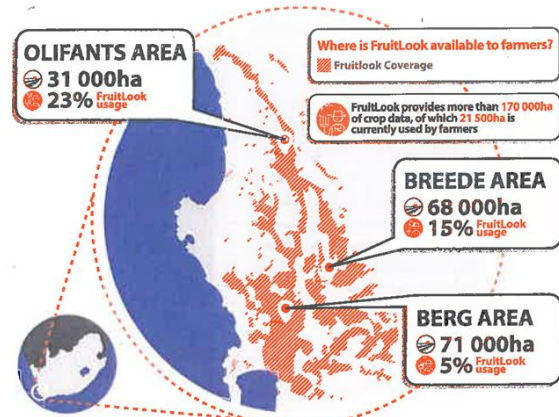 OLIFANTS AREA
31 000ha
23% FruitLook usage
Where is FruitLook available to farmers?
Fruitlook Coverage
FruitLook provides more than 170 000ha
of crop data, of which 21 500ha is
currently used by farmers
BREEDE AREA
68 000ha
15% FruitLook usage
BERG AREA
71 000ha
5% FruitLook usage